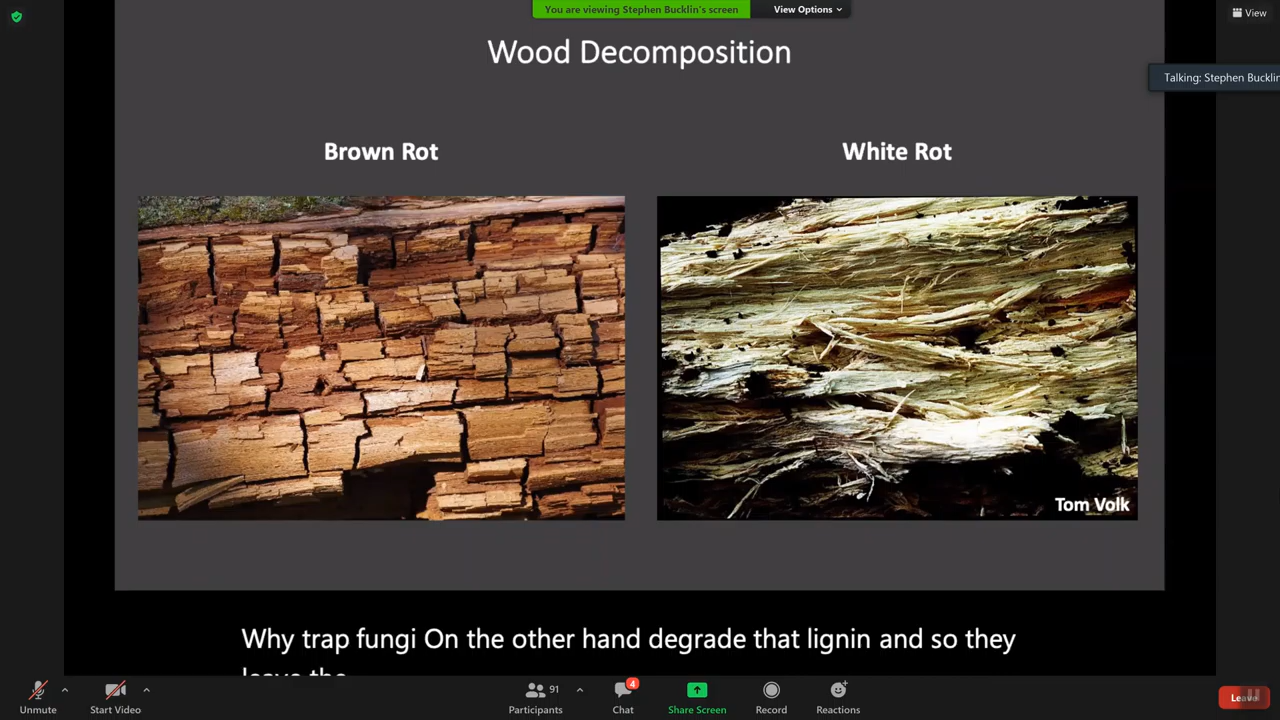 You are viewing Stephen Bucklin's screen
View Options
View
Wood Decomposition
Talking: Stephen Bucklin
Brown Rot
White Rot
Tom Volk
Why trap fungi On the other hand degrade that lignin and so they
leave the
Unmute
Start Video
91
Participants
4
Chat
Share Screen
Record
Reactions
Leave